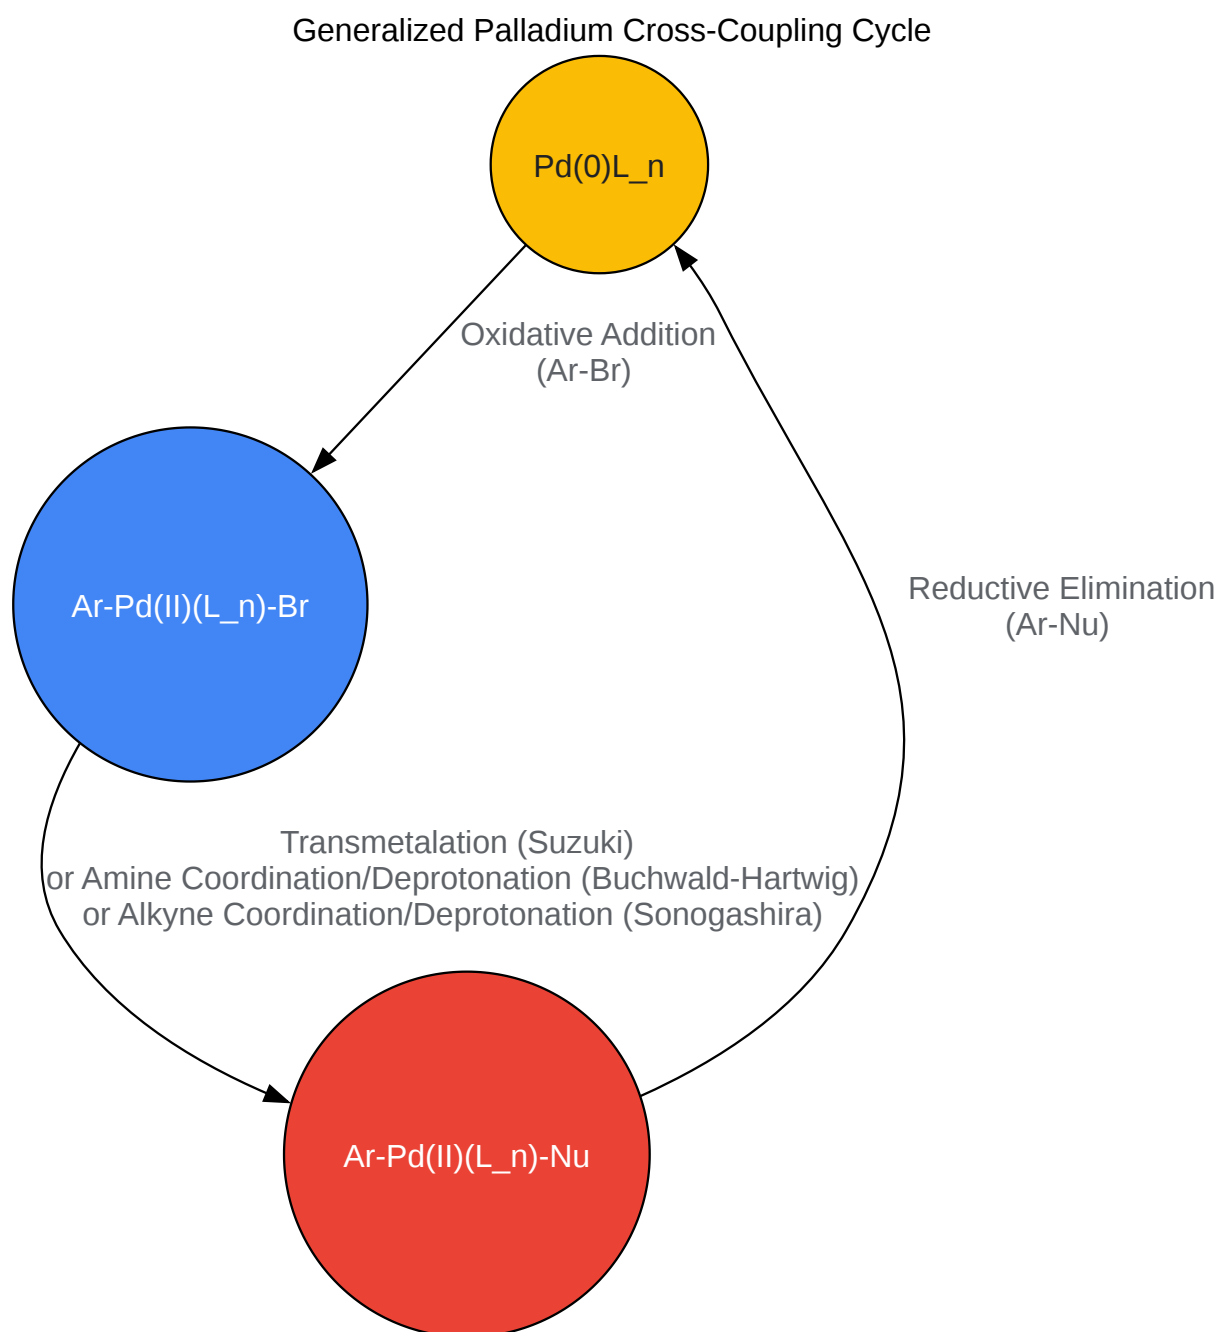 Generalized Palladium Cross-Coupling Cycle
Pd(0)L_n
Oxidative Addition
(Ar-Br)
Ar-Pd(II)(L_n)-Br
Reductive Elimination
(Ar-Nu)
Transmetalation (Suzuki)
or Amine Coordination/Deprotonation (Buchwald-Hartwig)
or Alkyne Coordination/Deprotonation (Sonogashira)
Ar-Pd(II)(L_n)-Nu